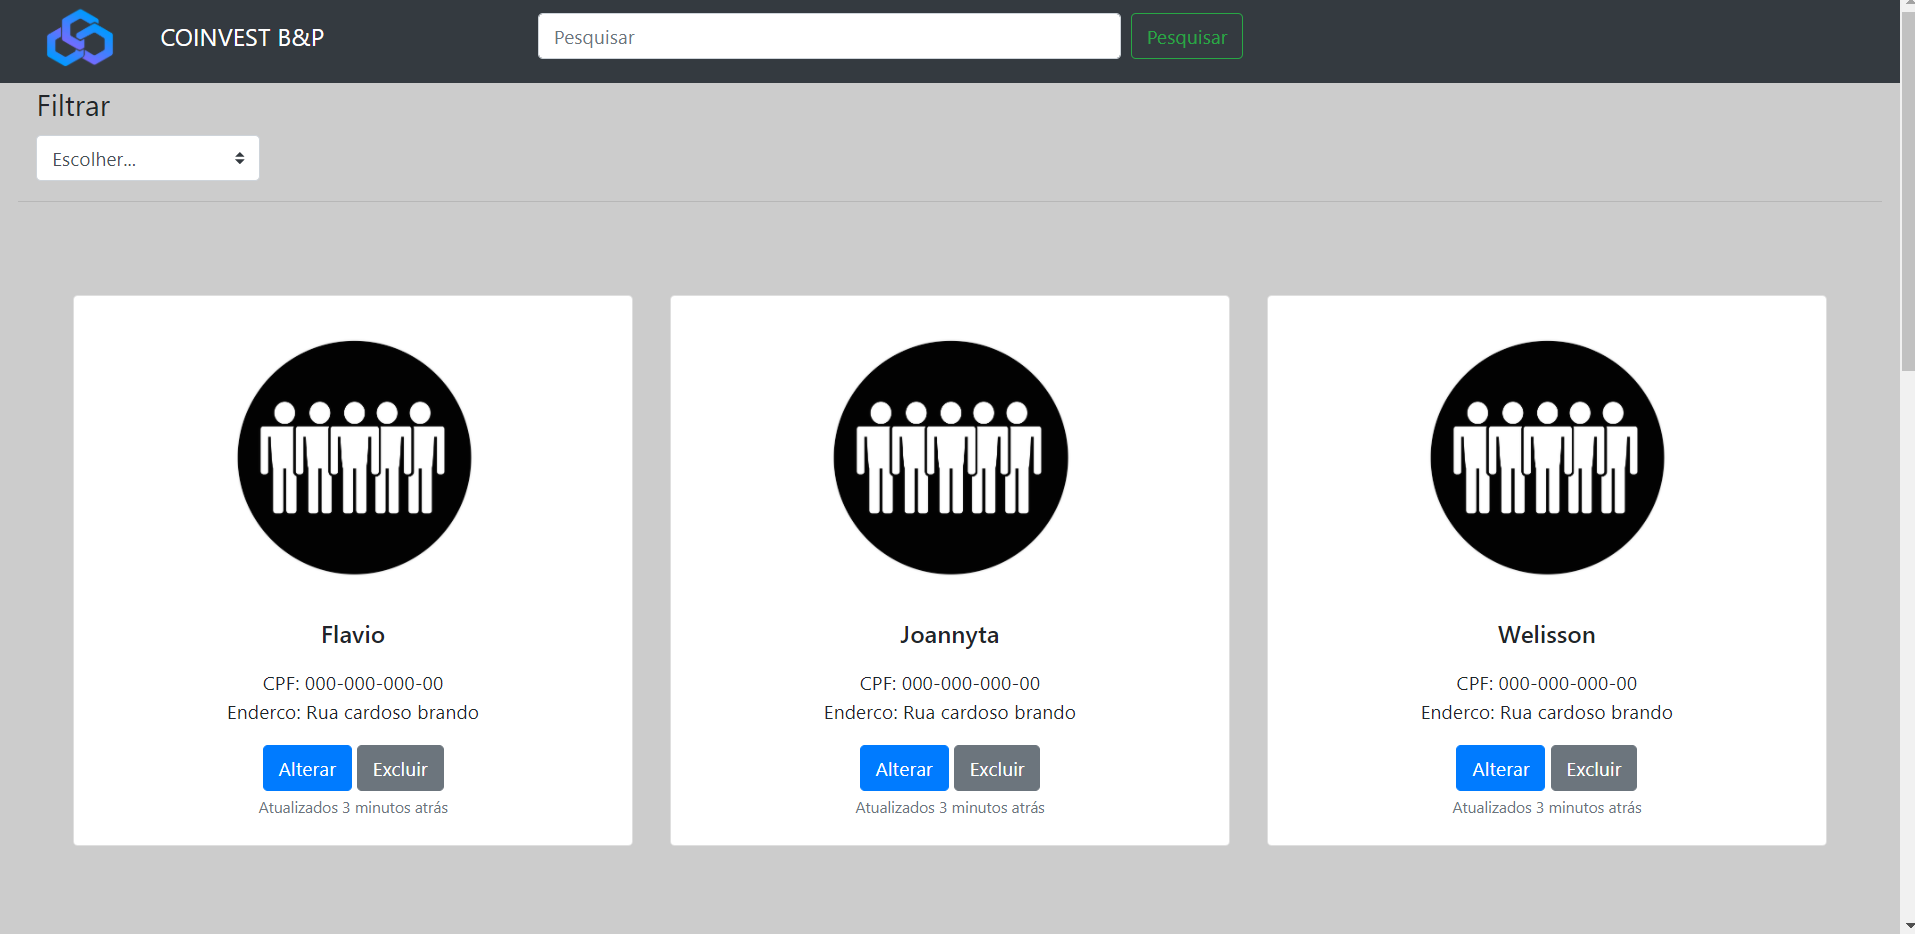 COINVEST B&P
Pesquisar
Pesquisar
Filtrar
Escolher...
Flavio
CPF: 000-000-000-00
Enderco: Rua cardoso brando
Alterar
Excluir
Atualizados 3 minutos atrás
Joannyta
CPF: 000-000-000-00
Enderco: Rua cardoso brando
Alterar
Excluir
Atualizados 3 minutos atrás
Welisson
CPF: 000-000-000-00
Enderco: Rua cardoso brando
Alterar
Excluir
Atualizados 3 minutos atrás